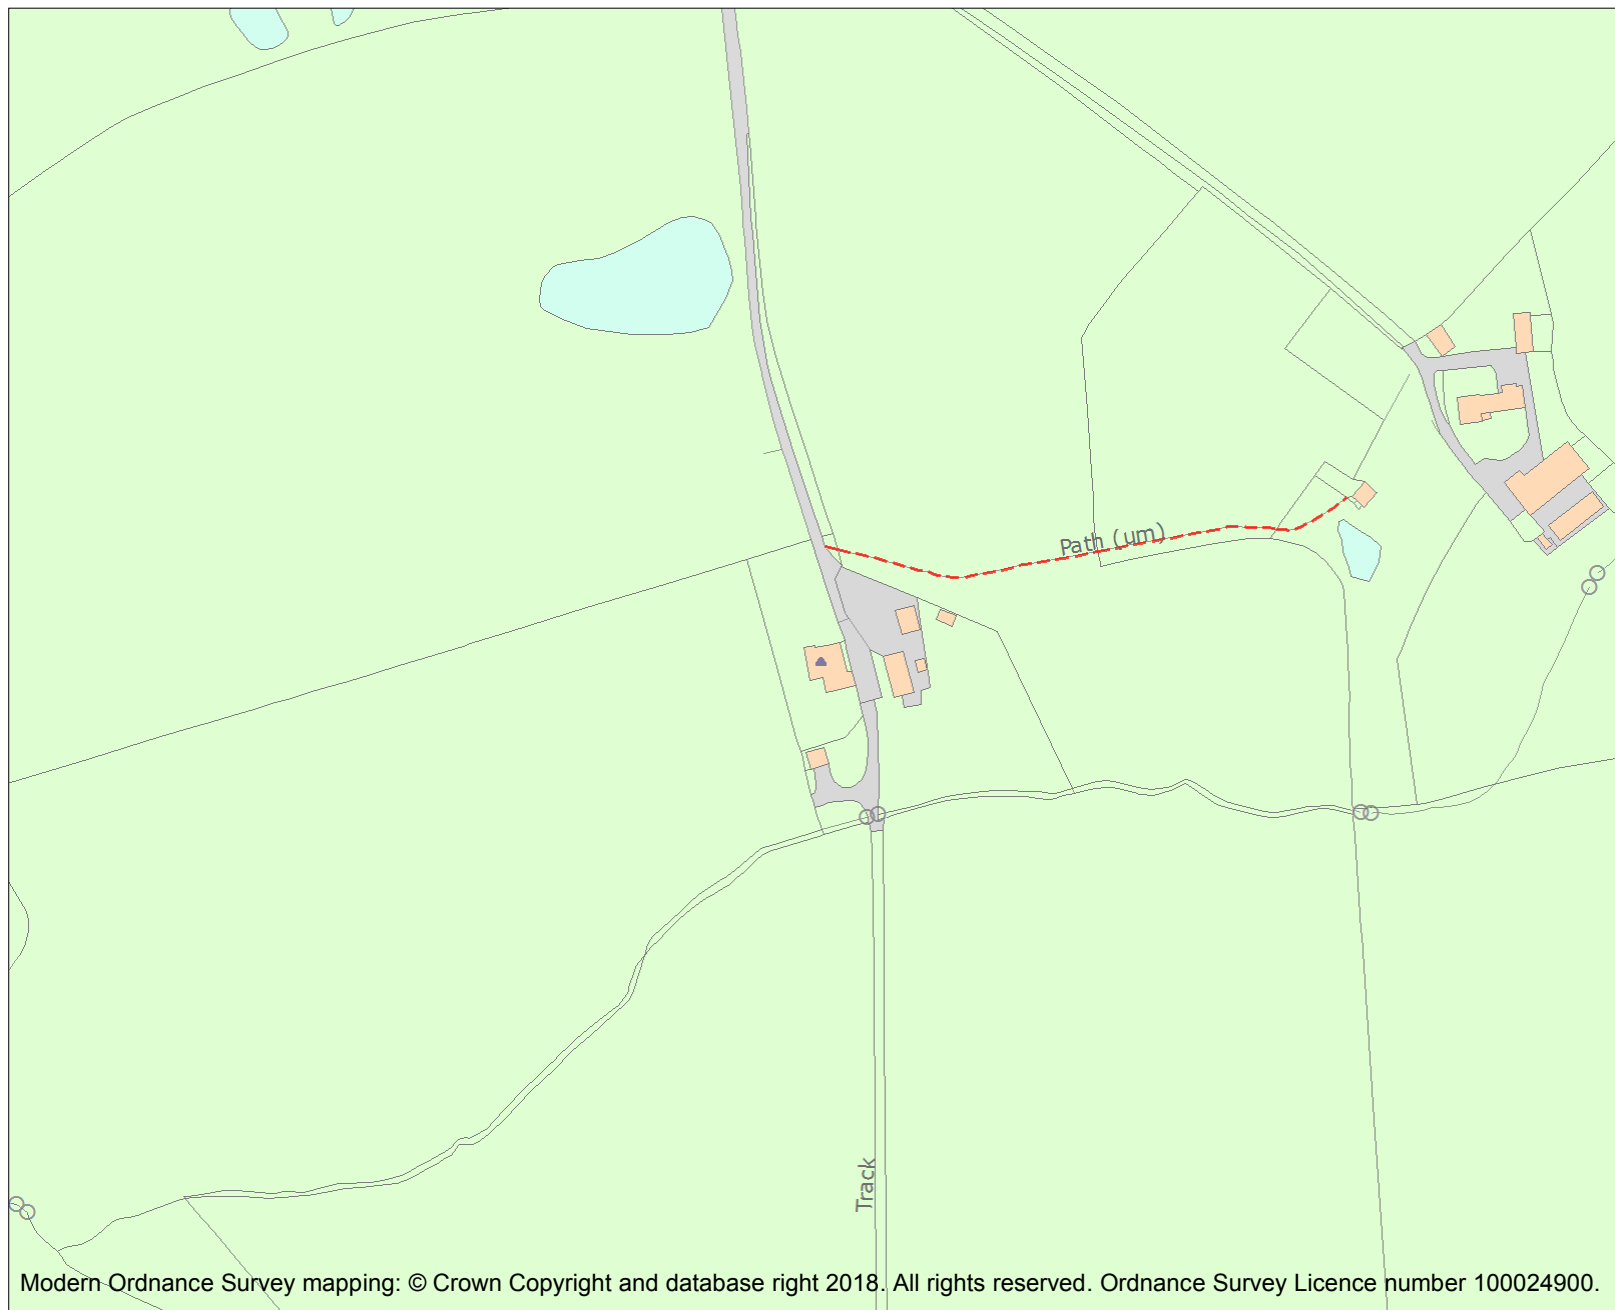 Path (um)
Track
Modern Ordnance Survey mapping: © Crown Copyright and database right 2018. All rights reserved. Ordnance Survey Licence number 100024900.